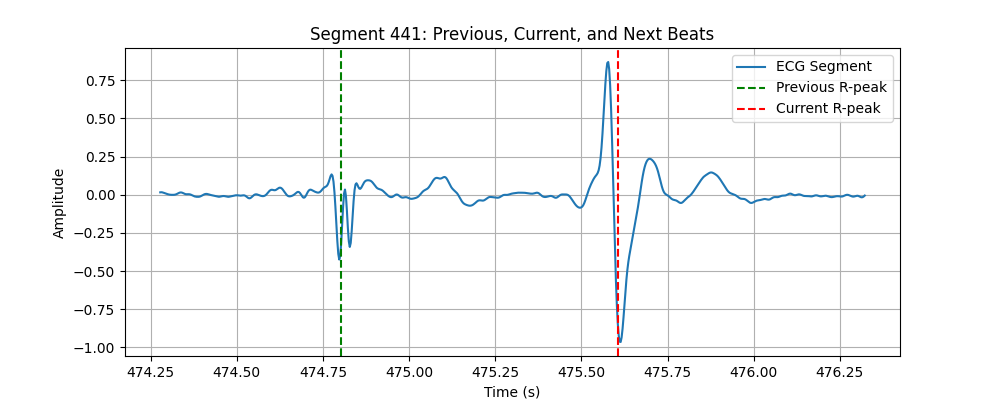 Segment 441: Previous, Current, and Next Beats
ECG Segment
Previous R-peak
Current R-peak
Amplitude
0.75
0.50
0.25
0.00
−0.25
−0.50
−0.75
−1.00
474.25 474.50 474.75 475.00 475.25 475.50 475.75 476.00 476.25
Time (s)